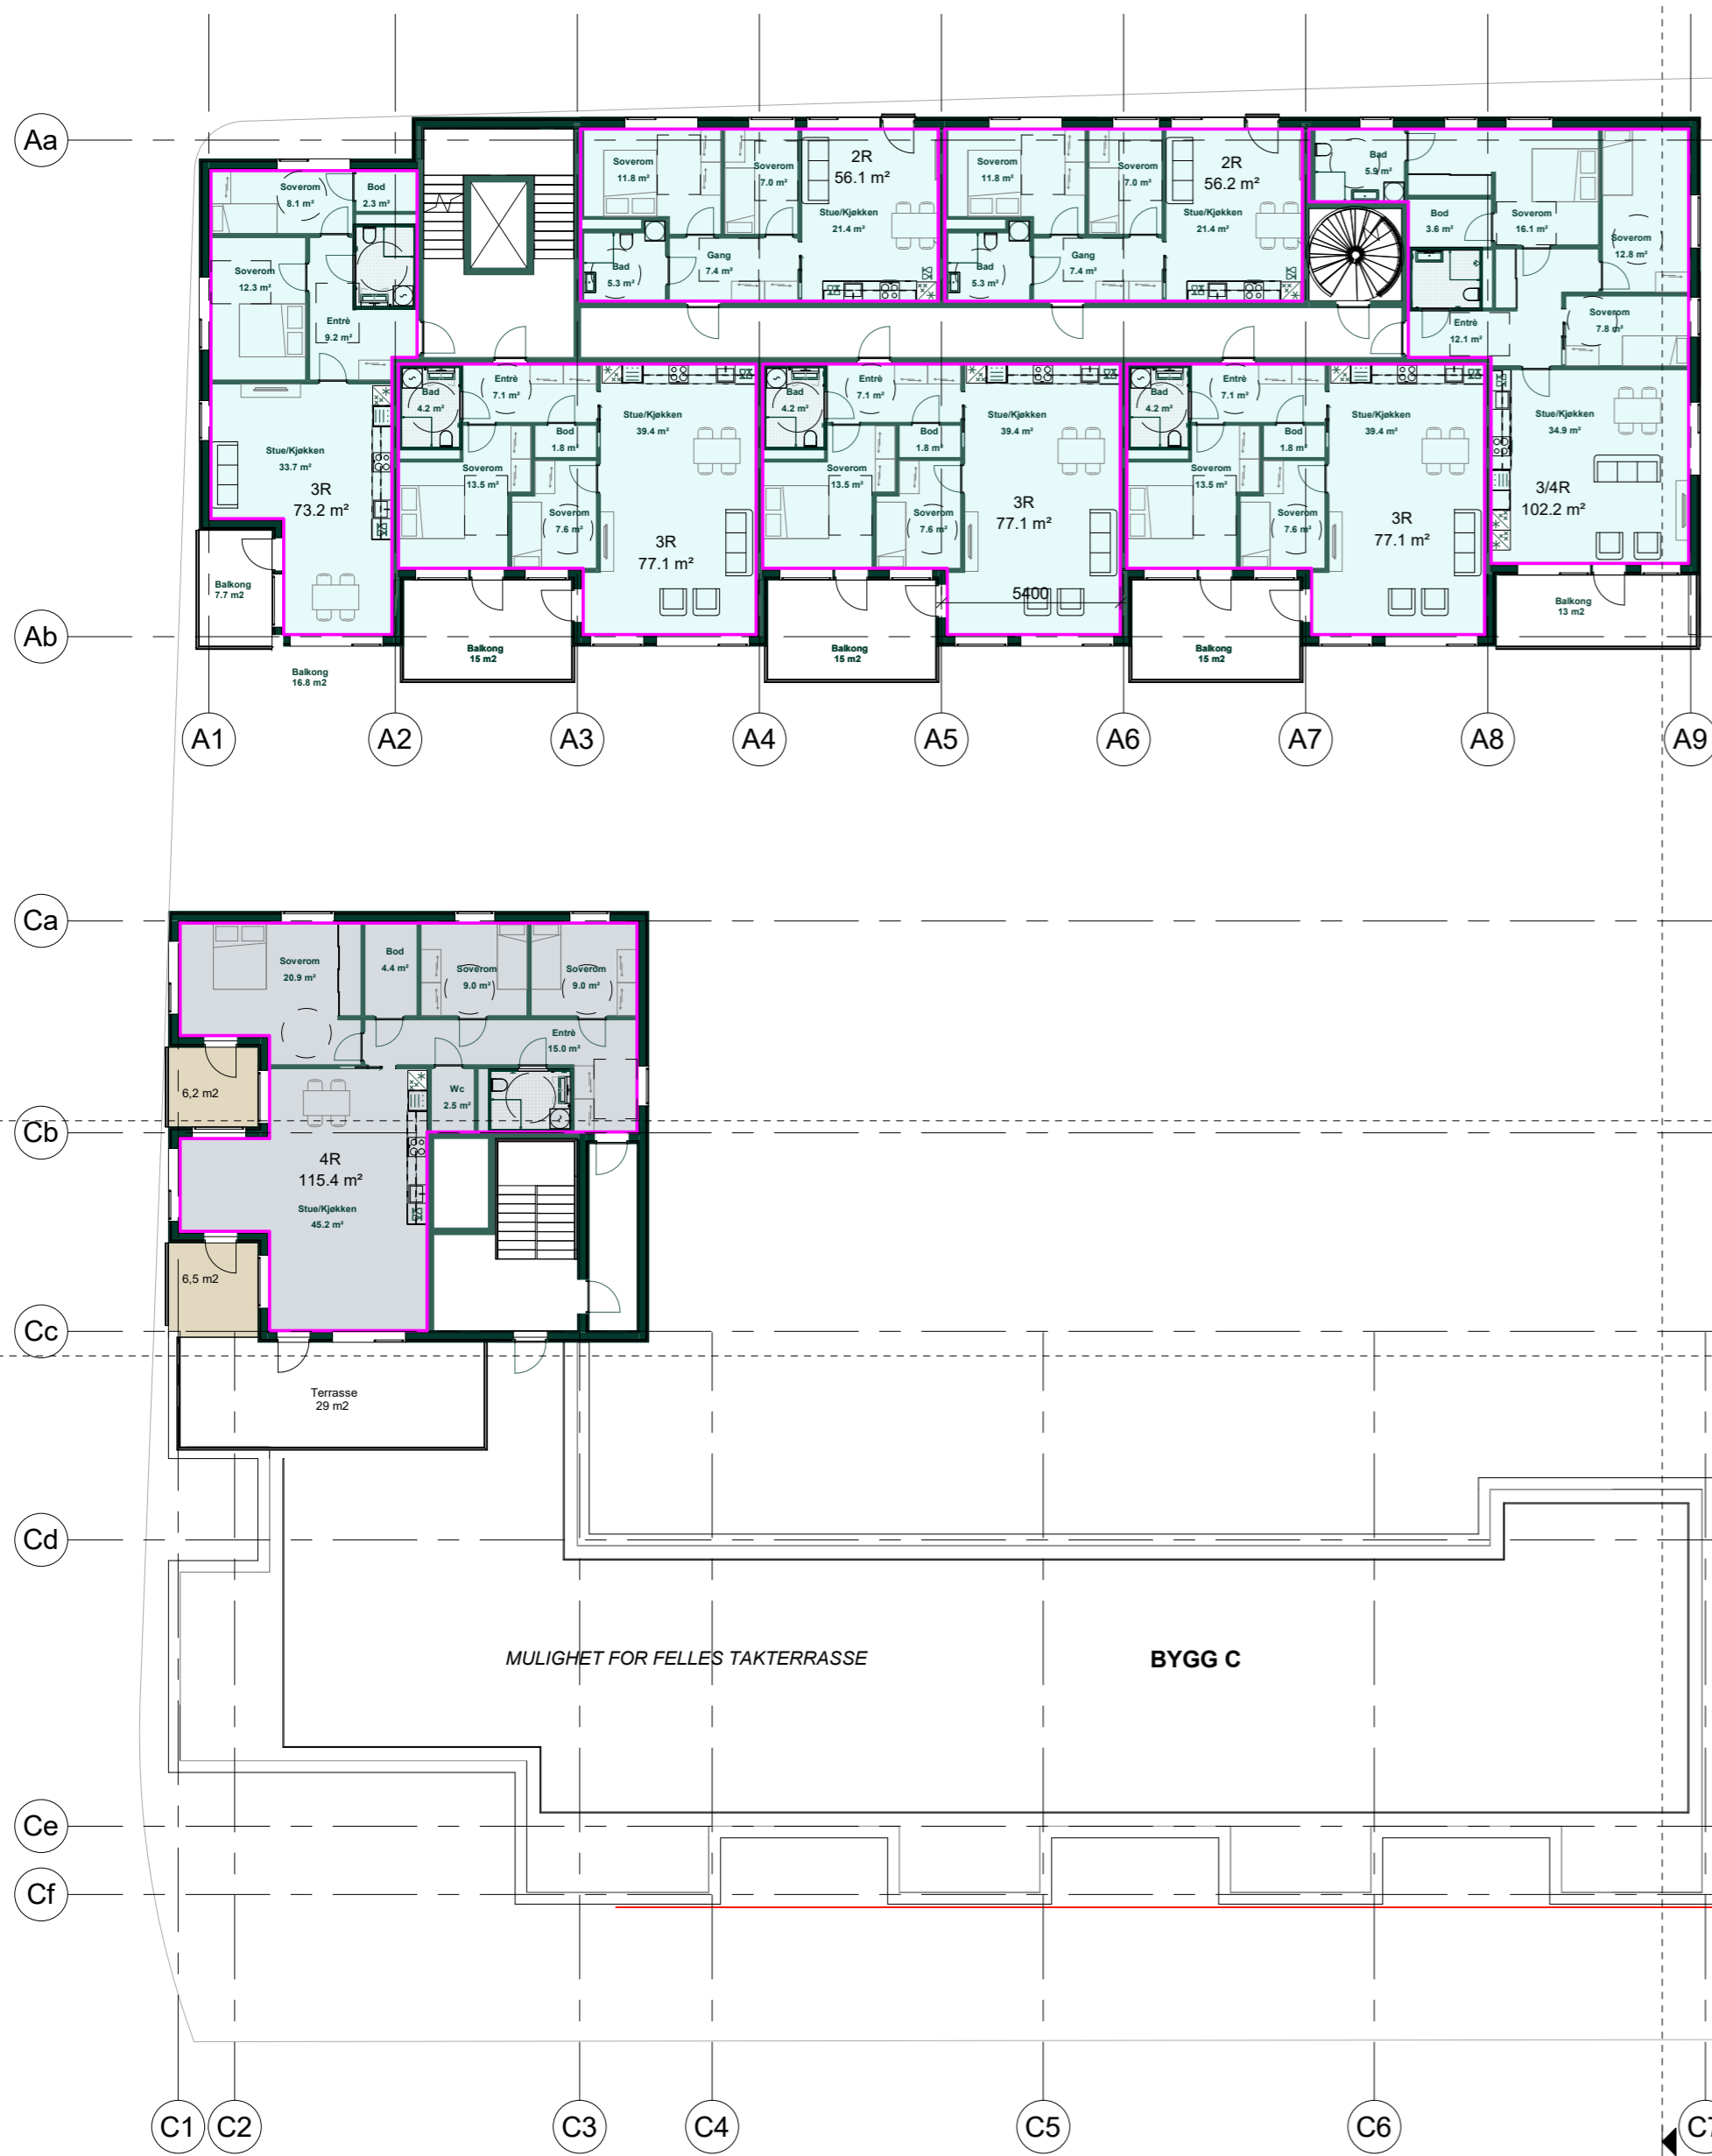 Aa
Soverom
8.1 m²
Bod
2.3 m²
Soverom
12.3 m²
Entrè
9.2 m²
Stue/Kjøkken
33.7 m²
3R
73.2 m²
Balkong
7.7 m2
Balkong
16.8 m2
Soverom
11.8 m²
Soverom
7.0 m²
2R
56.1 m²
Stue/Kjøkken
21.4 m²
Bad
5.3 m²
Gang
7.4 m²
Soverom
11.8 m²
Soverom
7.0 m²
2R
56.2 m²
Stue/Kjøkken
21.4 m²
Bad
5.3 m²
Gang
7.4 m²
Bad
5.9 m²
Bod
3.6 m²
Soverom
16.1 m²
Soverom
12.8 m²
Entrè
12.1 m²
Soverom
7.8 m²
Stue/Kjøkken
34.9 m²
3/4R
102.2 m²
Balkong
13 m2
Bad
4.2 m²
Entrè
7.1 m²
Bod
1.8 m²
Stue/Kjøkken
39.4 m²
Soverom
13.5 m²
Soverom
7.6 m²
3R
77.1 m²
Balkong
15 m2
Bad
4.2 m²
Entrè
7.1 m²
Bod
1.8 m²
Stue/Kjøkken
39.4 m²
Soverom
13.5 m²
Soverom
7.6 m²
3R
77.1 m²
5400
Balkong
15 m2
Bad
4.2 m²
Entrè
7.1 m²
Bod
1.8 m²
Stue/Kjøkken
39.4 m²
Soverom
13.5 m²
Soverom
7.6 m²
3R
77.1 m²
Balkong
15 m2
Ab
A1
A2
A3
A4
A5
A6
A7
A8
A9
Ca
Soverom
20.9 m²
Bod
4.4 m²
Soverom
9.0 m²
Soverom
9.0 m²
Entrè
15.0 m²
Wc
2.5 m²
6,2 m2
Cb
4R
115.4 m²
Stue/Kjøkken
45.2 m²
6,5 m2
Cc
Terrasse
29 m2
Cd
MULIGHET FOR FELLES TAKTERRASSE
BYGG C
Ce
Cf
C1
C2
C3
C4
C5
C6
C7